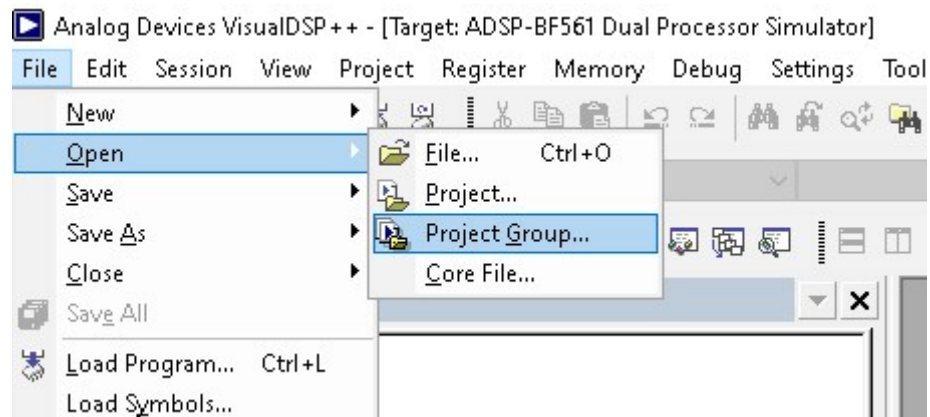 Analog Devices VisualDSP++ - [Target: ADSP-BF561 Dual Processor Simulator]
File Edit Session View Project Register Memory Debug Settings Tool
New
Open
File... Ctrl+O
Save
Project...
Save As
Project Group...
Close
Core File...
Save All
Load Program... Ctrl+L
Load Symbols...